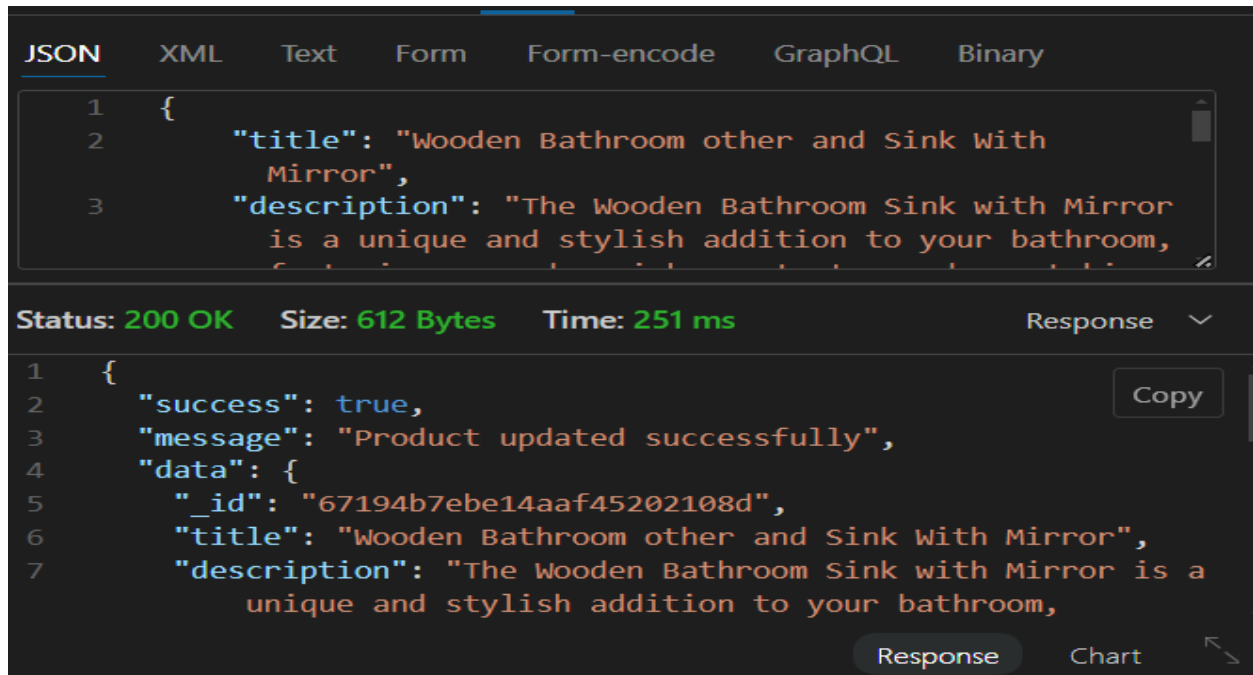 JSON XML Text Form Form-encode GraphQL Binary
1 {
2 "title": "Wooden Bathroom other and Sink With
Mirror",
3 "description": "The Wooden Bathroom Sink with Mirror
is a unique and stylish addition to your bathroom,
Status: 200 OK Size: 612 Bytes Time: 251 ms Response
1 {
Copy
2 "success": true,
3 "message": "Product updated successfully",
4 "data": {
5 "_id": "67194b7ebe14aaf45202108d",
6 "title": "Wooden Bathroom other and Sink With Mirror",
7 "description": "The Wooden Bathroom Sink with Mirror is a
unique and stylish addition to your bathroom,
Response Chart